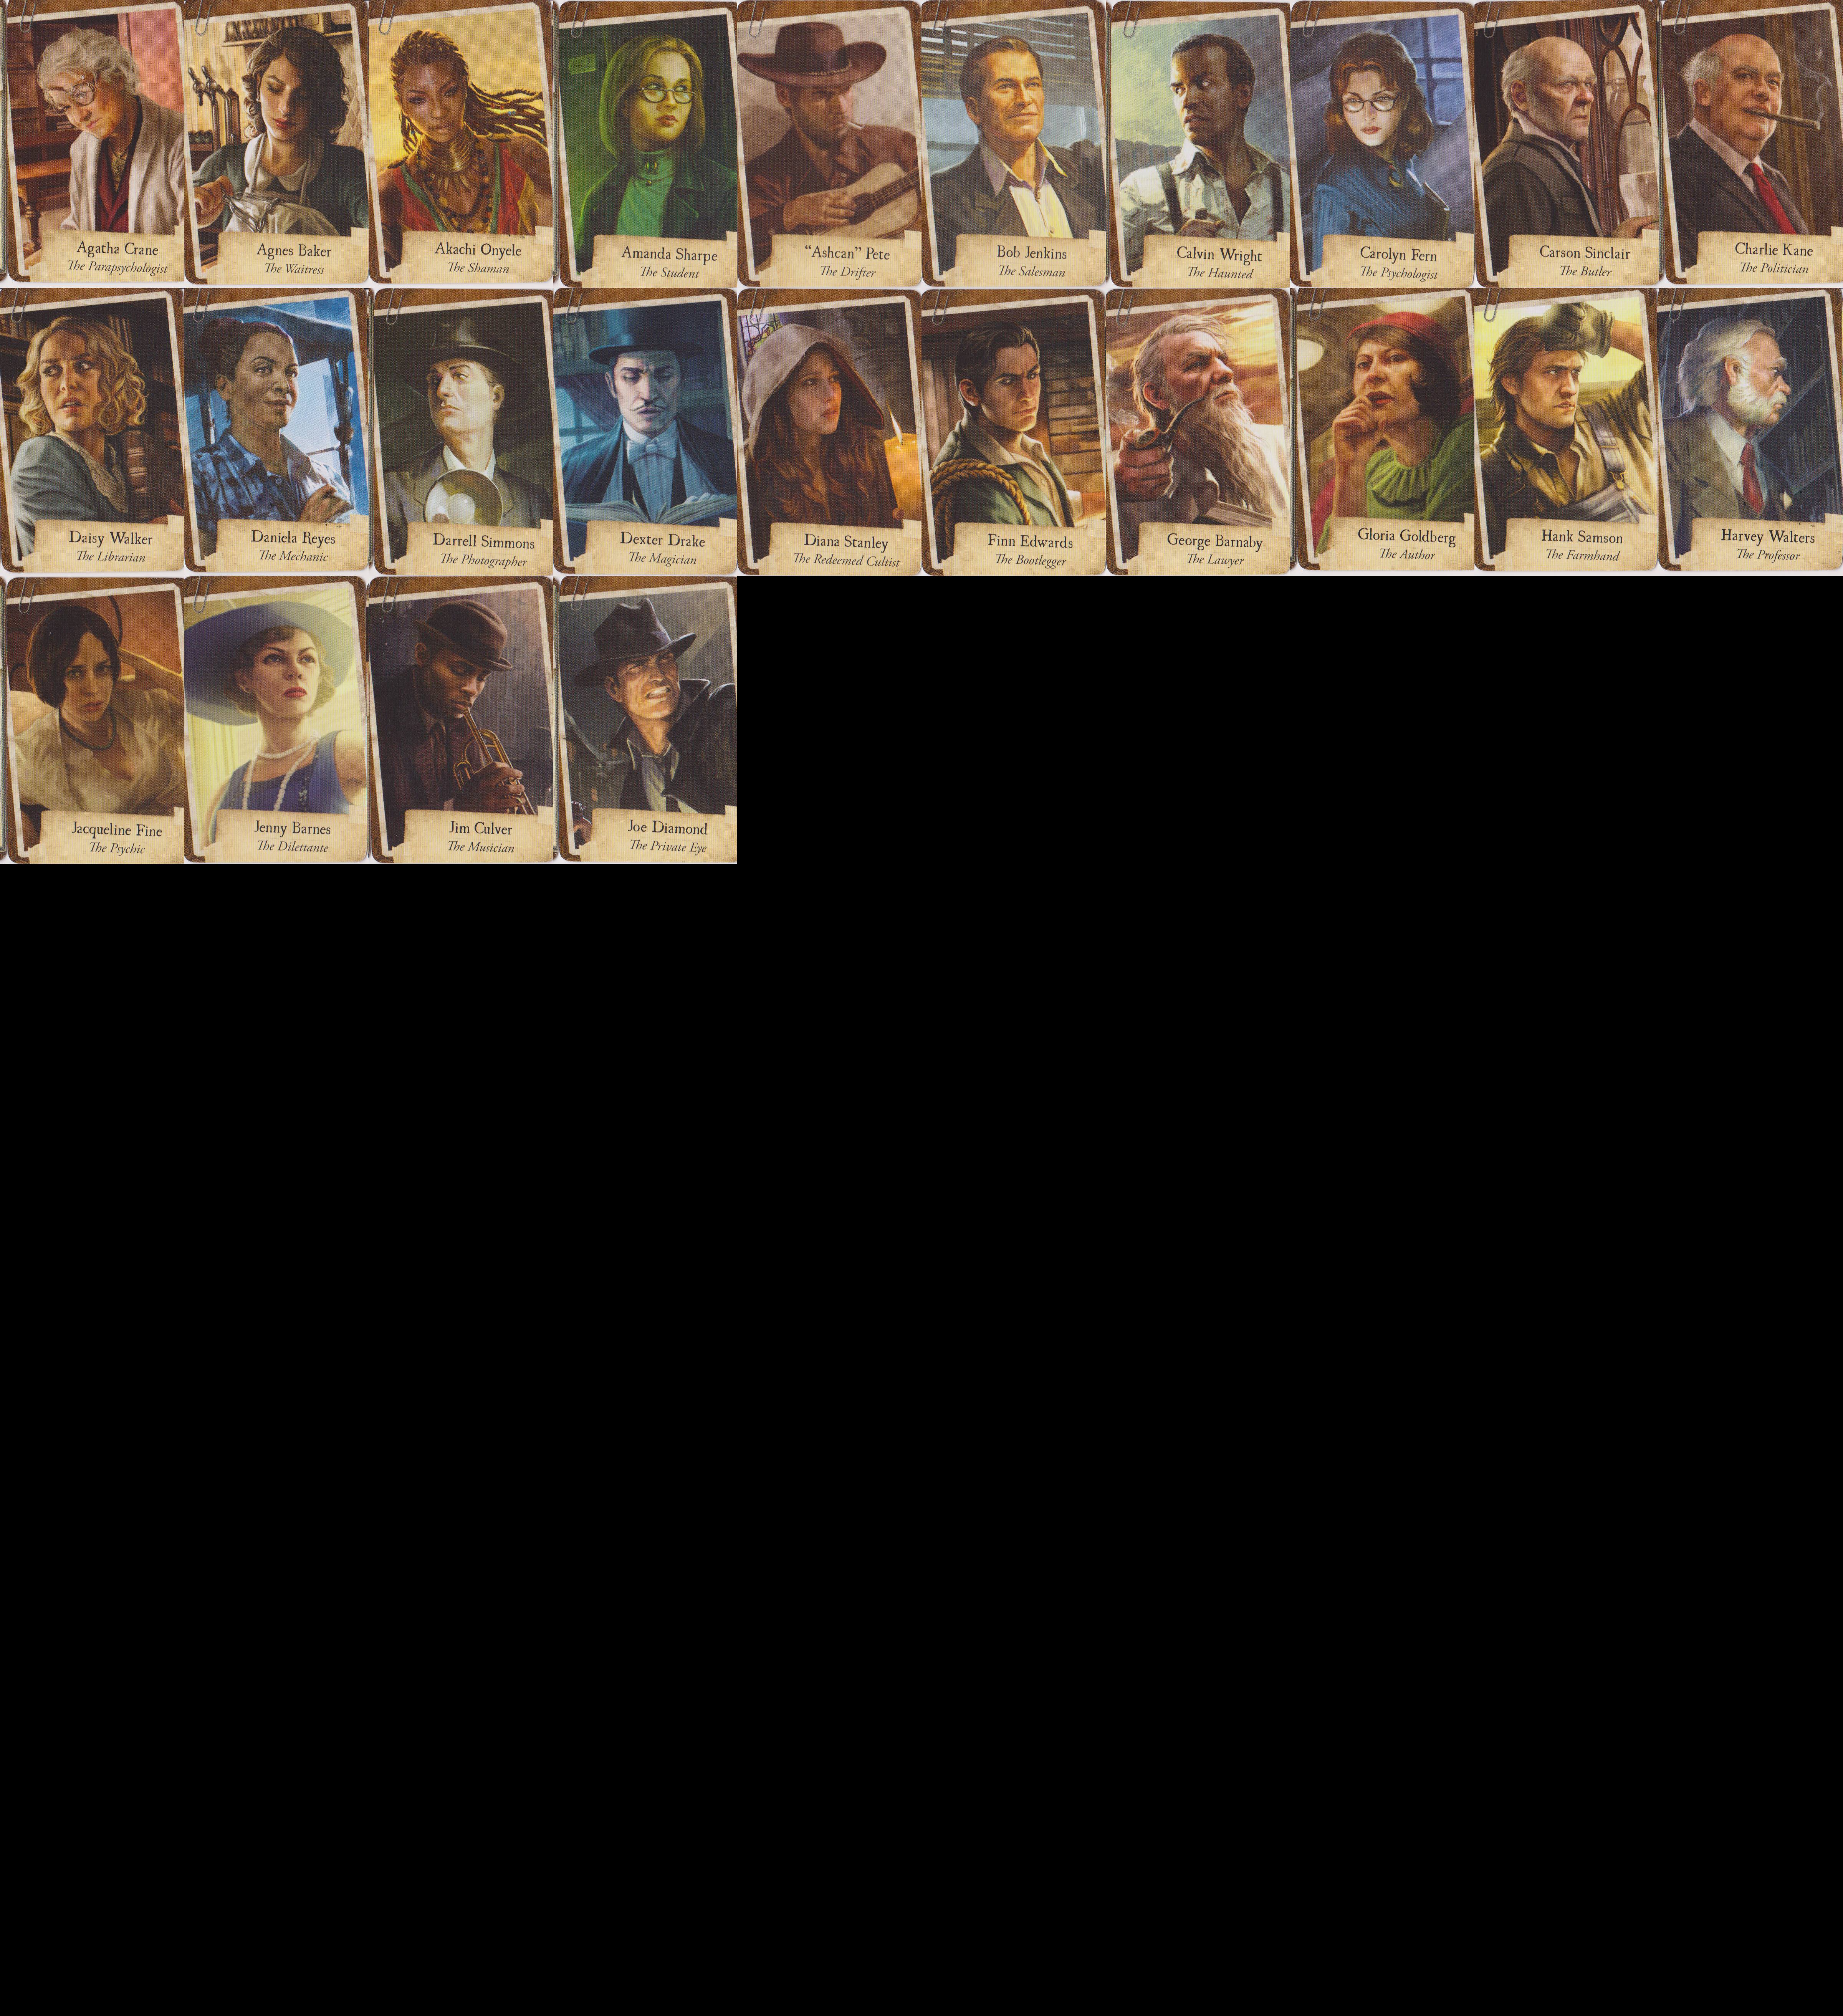 Agatha Crane
The Parapsychologist
Agnes Baker
The Waitress
Akachi Onyele
The Shaman
Amanda Sharpe
The Student
“Ashcan” Pete
The Drifter
Bob Jenkins
The Salesman
Calvin Wright
The Haunted
Carolyn Fern
The Psychologist
Carson Sinclair
The Butler
Charlie Kane
The Politician
Daisy Walker
The Librarian
Daniela Reyes
The Mechanic
Darrell Simmons
The Photographer
Dexter Drake
The Magician
Diana Stanley
The Redeemed Cultist
Finn Edwards
The Bootlegger
George Barnaby
The Lawyer
Gloria Goldberg
The Author
Hank Samson
The Farmhand
Harvey Walters
The Professor
Jacqueline Fine
The Psychic
Jenny Barnes
The Dilettante
Jim Culver
The Musician
Joe Diamond
The Private Eye